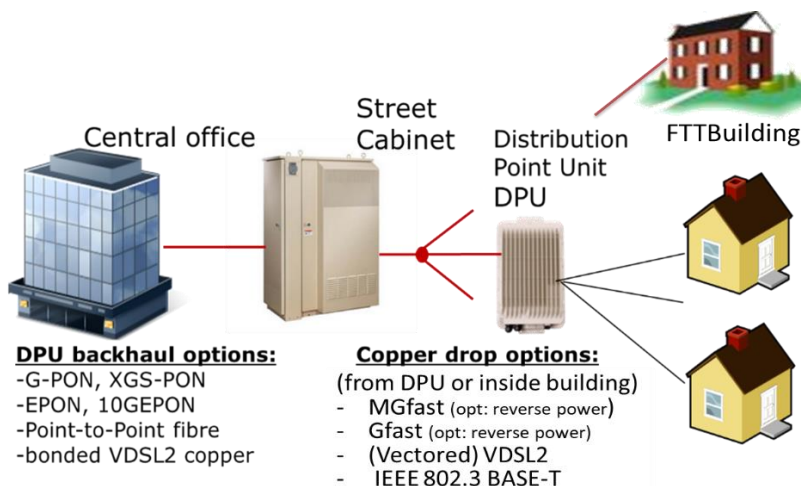 Central office
Street
Cabinet
Distribution
Point Unit
DPU
FTTBuilding
DPU backhaul options:
-G-PON, XGS-PON
-EPON, 10GEPON
-Point-to-Point fibre
-bonded VDSL2 copper
Copper drop options:
(from DPU or inside building)
- MGfast (opt: reverse power)
- Gfast (opt: reverse power)
- (Vectored) VDSL2
- IEEE 802.3 BASE-T